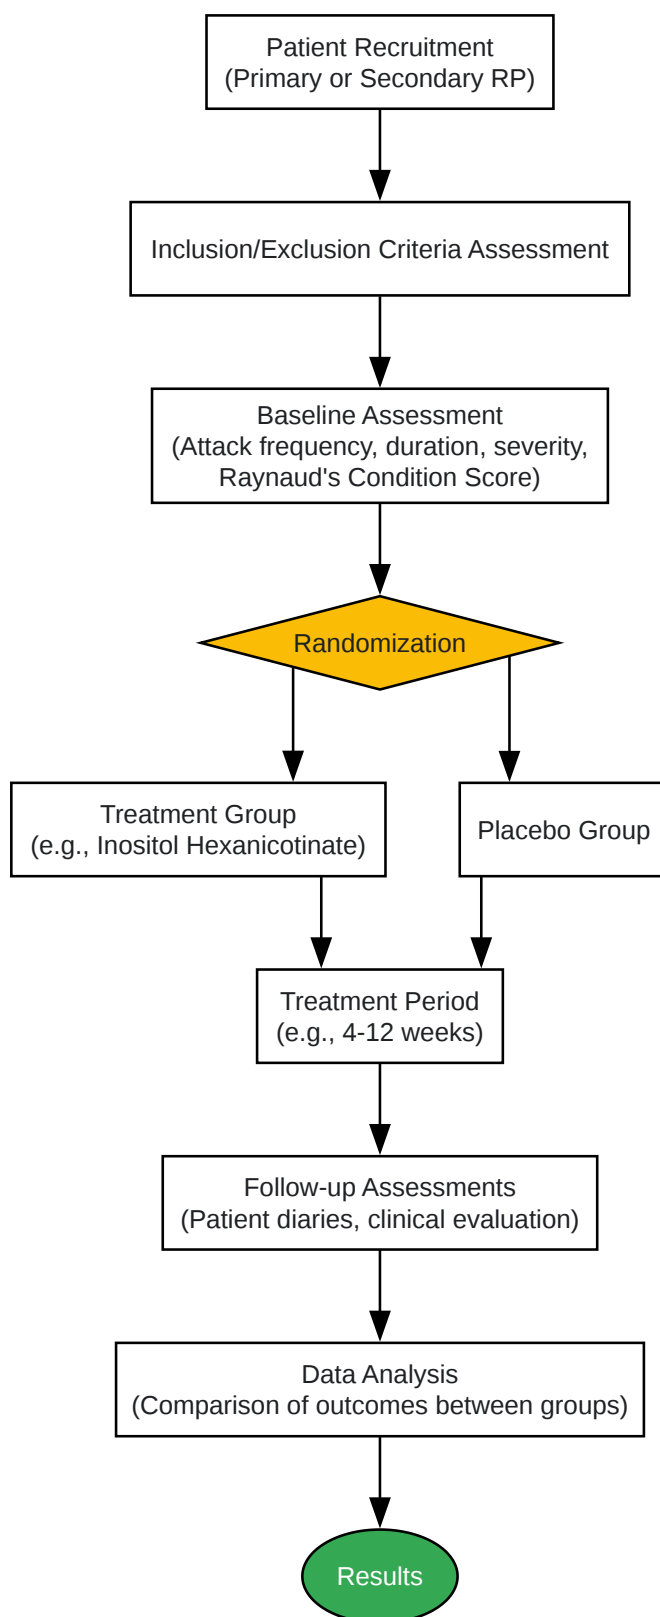 Patient Recruitment
(Primary or Secondary RP)
Inclusion/Exclusion Criteria Assessment
Baseline Assessment
(Attack frequency, duration, severity,
Raynaud's Condition Score)
Randomization
Treatment Group
(e.g., Inositol Hexanicotinate)
Placebo Group
Treatment Period
(e.g., 4-12 weeks)
Follow-up Assessments
(Patient diaries, clinical evaluation)
Data Analysis
(Comparison of outcomes between groups)
Results